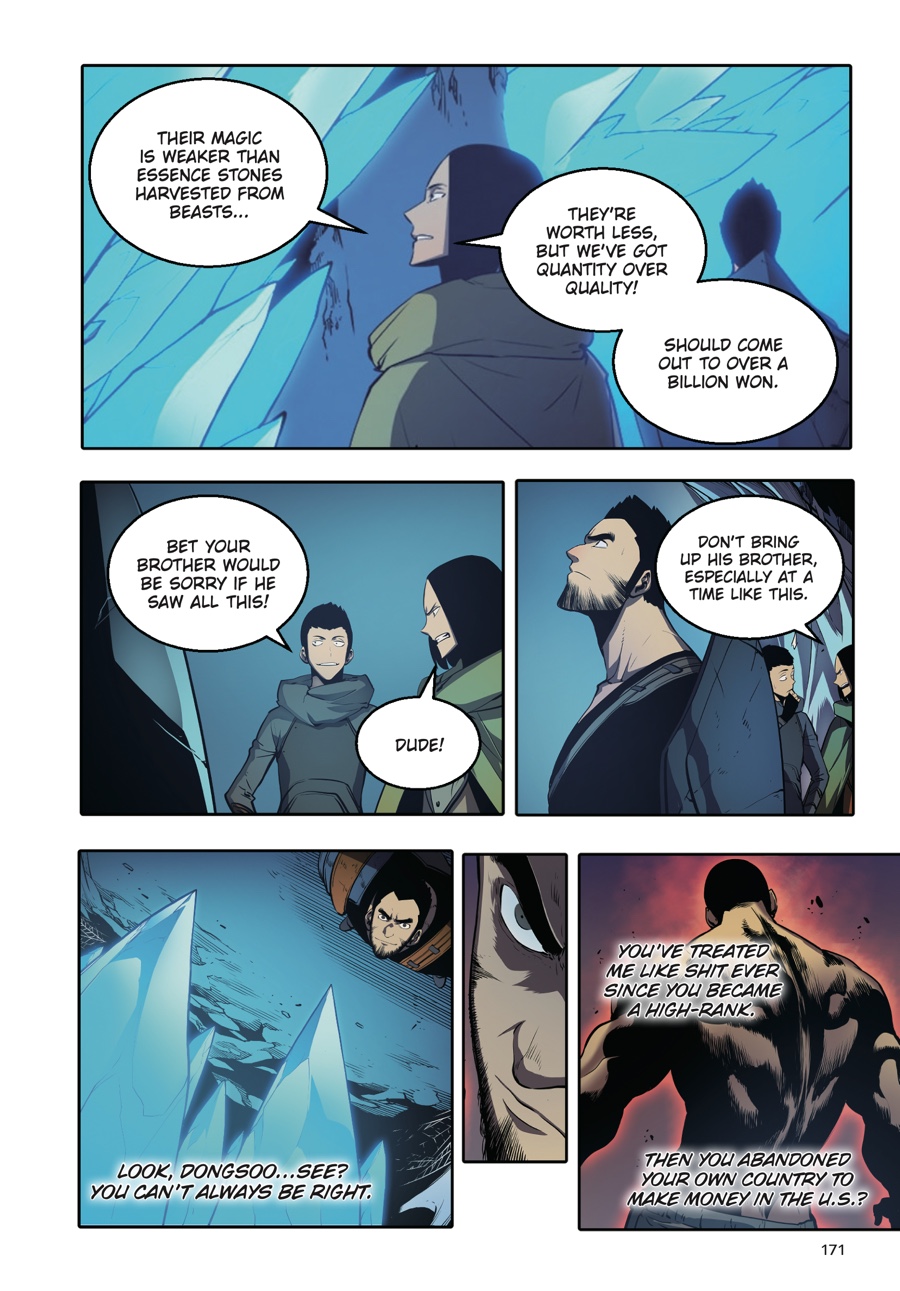 THEIR MAGIC
IS WEAKER THAN
ESSENCE STONES
HARVESTED FROM
BEASTS...
THEY'RE
WORTH LESS,
BUT WE'VE GOT
QUANTITY OVER
QUALITY!
SHOULD COME
OUT TO OVER A
BILLION WON.
BET YOUR
BROTHER WOULD
BE SORRY IF HE
SAW ALL THIS!
DUDE!
DON'T BRING
UP HIS BROTHER,
ESPECIALLY AT A
TIME LIKE THIS.
LOOK, DONGSOO...SEE?
YOU CAN'T ALWAYS BE RIGHT.
YOU'VE TREATED
ME LIKE SHIT EVER
SINCE YOU BECAME
A HIGH-RANK.
THEN YOU ABANDONED
YOUR OWN COUNTRY TO
MAKE MONEY IN THE U.S.?
171